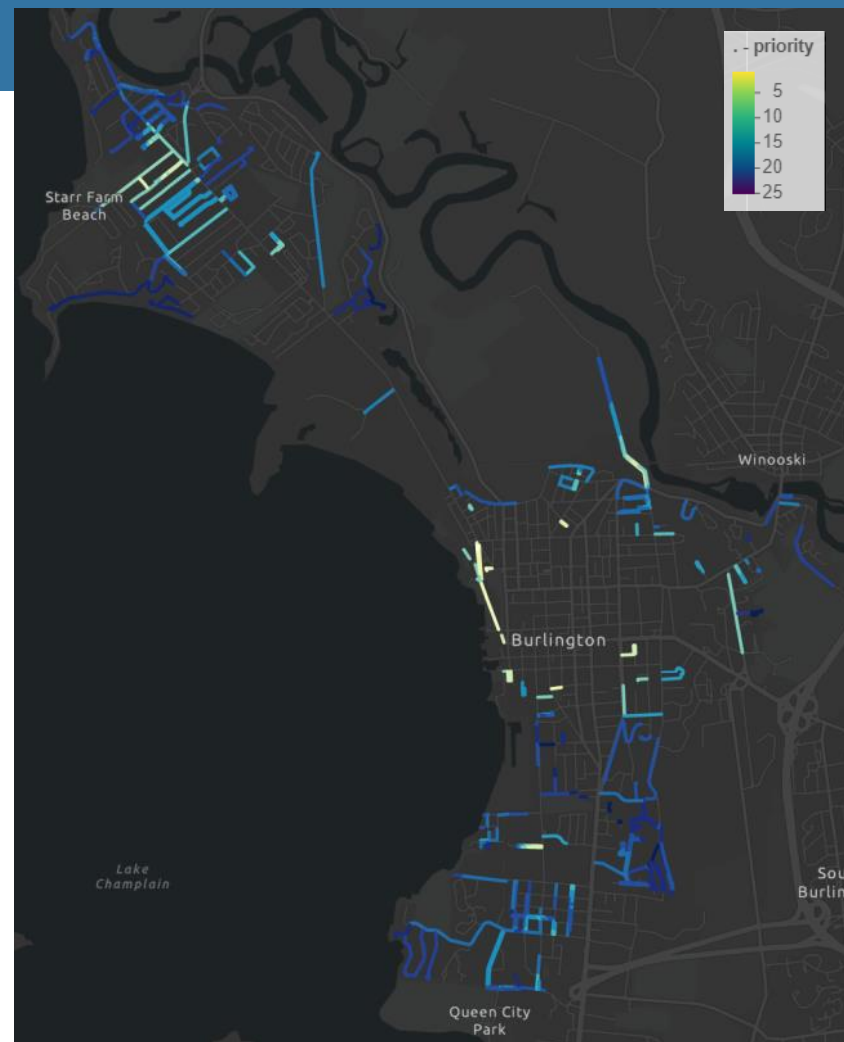 . - priority
5
10
15
20
25
Starr Farm
Beach
Winooski
Burlington
Lake
Champlain
Sou
Burlin
Queen City
Park